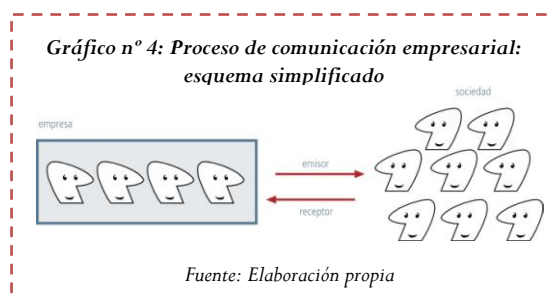 Gráfico nº 4: Proceso de comunicación empresarial:
esquema simplificado
sociedad
empresa
emisor
receptor
Fuente: Elaboración propia